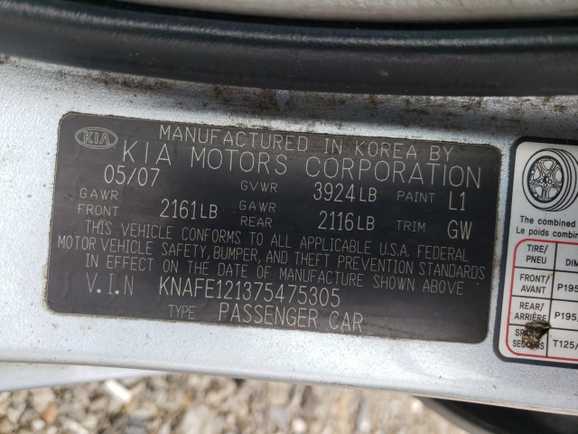 KIA
MANUFACTURED IN KOREA BY
KIA MOTORS CORPORATION
05/07 GVWR 3924LB PAINT L1
GAWR FRONT 2161LB GAWR REAR 2116LB TRIM GW
THIS VEHICLE CONFORMS TO ALL APPLICABLE U.S.A. FEDERAL
MOTOR VEHICLE SAFETY, BUMPER, AND THEFT PREVENTION STANDARDS
IN EFFECT ON THE DATE OF MANUFACTURE SHOWN ABOVE
V.I.N KNAFE121375475305
TYPE PASSENGER CAR
The combined
Le poids com
TIRE/
PNEU
FRONT/
AVANT P195
REAR/
ARRIÈRE P195
SECOURS T125/